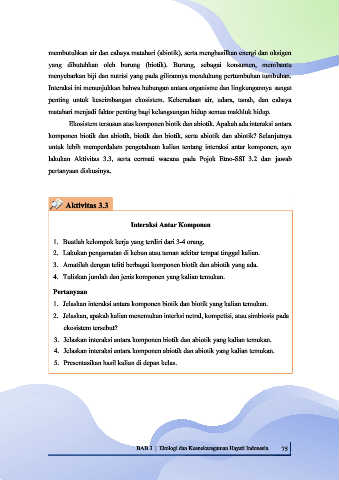 membutuhkan air dan cahaya matahari (abiotik), serta menghasilkan energi dan oksigen
yang dibutuhkan oleh burung (biotik). Burung, sebagai konsumen, membantu
menyebarkan biji dan nutrisi yang pada gilirannya mendukung pertumbuhan tumbuhan.
Interaksi ini menunjukkan bahwa hubungan antara organisme dan lingkungannya sangat
penting untuk keseimbangan ekosistem. Keberadaan air, udara, tanah, dan cahaya
matahari menjadi faktor penting bagi kelangsungan hidup semua makhluk hidup.
Ekosistem tersusun atas komponen biotik dan abiotik. Apakah ada interaksi antara
komponen biotik dan abiotik, biotik dan biotik, serta abiotik dan abiotik? Selanjutnya
untuk lebih memperdalam pengetahuan kalian tentang interaksi antar komponen, ayo
lakukan Aktivitas 3.3, serta cermati wacana pada Pojok Etno-SSI 3.2 dan jawab
pertanyaan diskusinya.
Aktivitas 3.3
Interaksi Antar Komponen
1. Buatlah kelompok kerja yang terdiri dari 3-4 orang.
2. Lakukan pengamatan di kebun atau taman sekitar tempat tinggal kalian.
3. Amatilah dengan teliti berbagai komponen biotik dan abiotik yang ada.
4. Tuliskan jumlah dan jenis komponen yang kalian temukan.
Pertanyaan
1. Jelaskan interaksi antara komponen biotik dan biotik yang kalian temukan.
2. Jelaskan, apakah kalian menemukan interksi netral, kompetisi, atau simbiosis pada
ekosistem tersebut?
3. Jelaskan interaksi antara komponen biotik dan abiotik yang kalian temukan.
4. Jelaskan interaksi antara komponen abiotik dan abiotik yang kalian temukan.
5. Presentasikan hasil kalian di depan kelas.
BAB 3 | Ekologi dan Keanekaragaman Hayati Indonesia 75